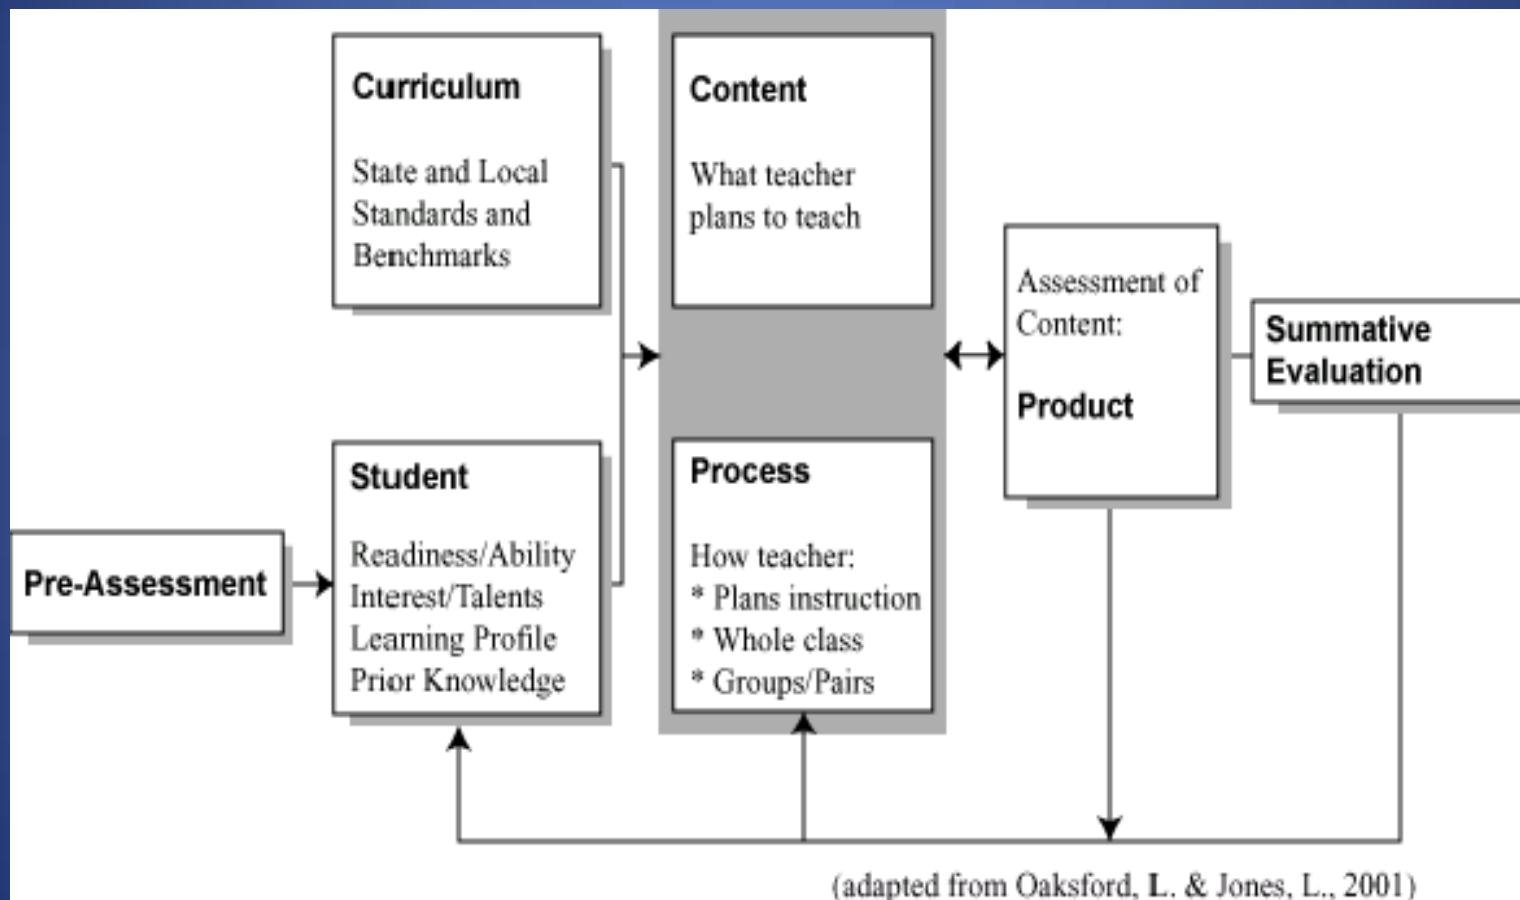 Curriculum
State and Local
Standards and
Benchmarks
Content
What teacher
plans to teach
Assessment of
Content:
Product
Summative
Evaluation
Pre-Assessment
Student
Readiness/Ability
Interest/Talents
Learning Profile
Prior Knowledge
Process
How teacher:
* Plans instruction
* Whole class
* Groups/Pairs
(adapted from Oaksford, L. & Jones, L., 2001)